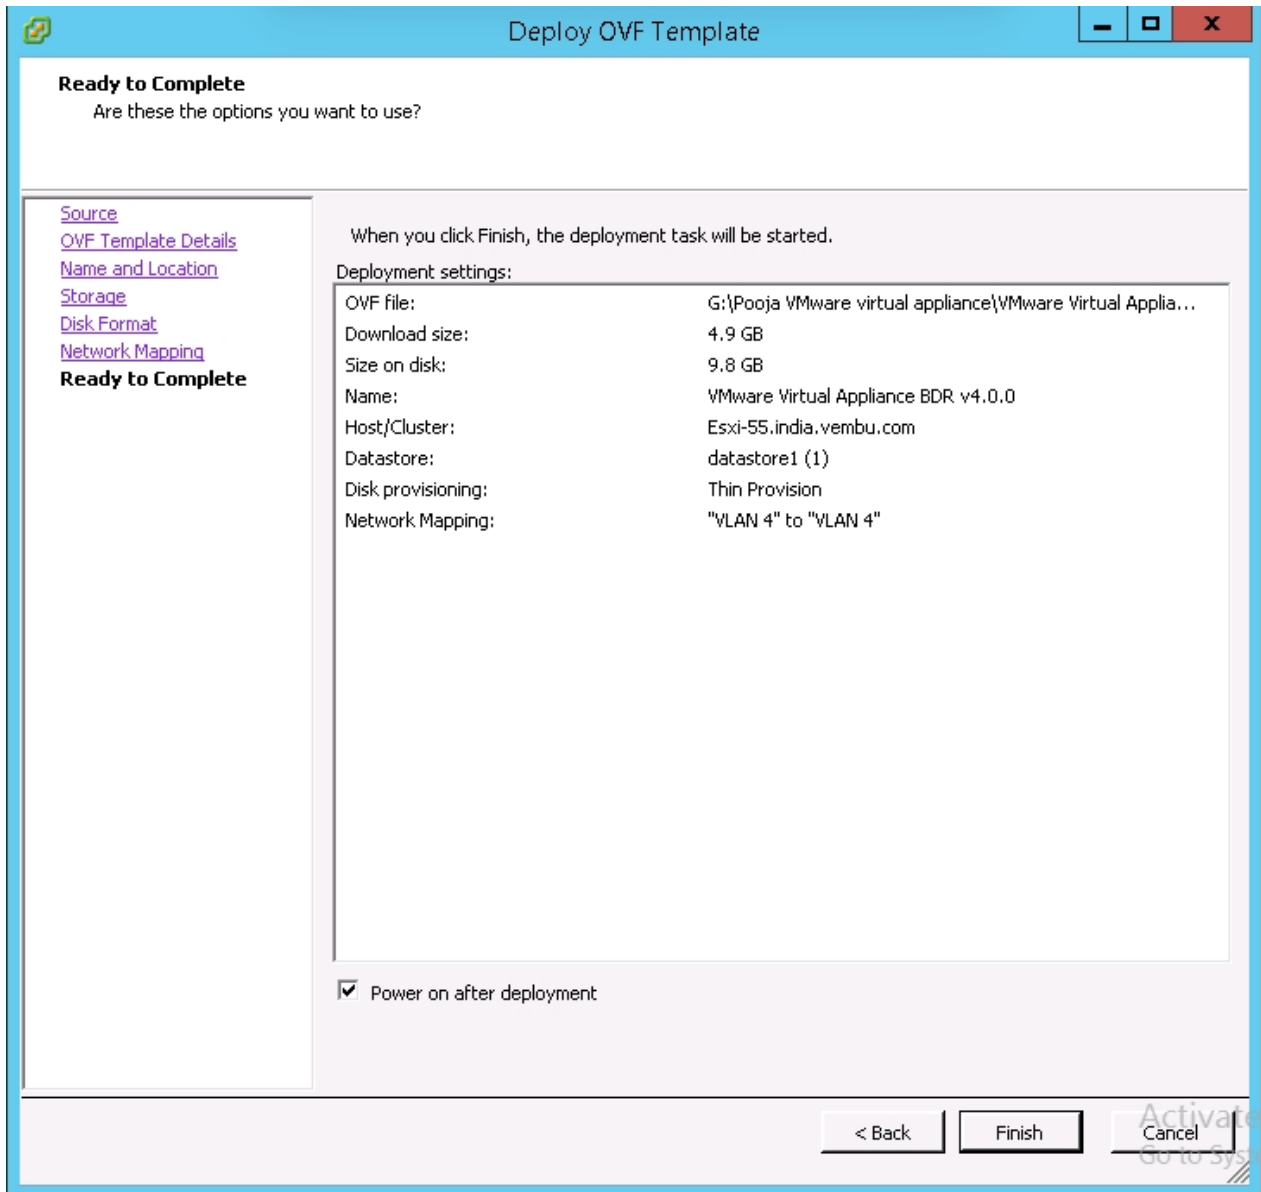 Deploy OVF Template
X
Ready to Complete
Are these the options you want to use?
Source
OVF Template Details
Name and Location
Storage
Disk Format
Network Mapping
Ready to Complete
When you click Finish, the deployment task will be started.
Deployment settings:
OVF file: G:\Pooja VMware virtual appliance\VMware Virtual Applia...
Download size: 4.9 GB
Size on disk: 9.8 GB
Name: VMware Virtual Appliance BDR v4.0.0
Host/Cluster: Esxi-55.india.vembu.com
Datastore: datastore1 (1)
Disk provisioning: Thin Provision
Network Mapping: "VLAN 4" to "VLAN 4"
Power on after deployment
Activate
< Back Finish Cancel
Go to Syst